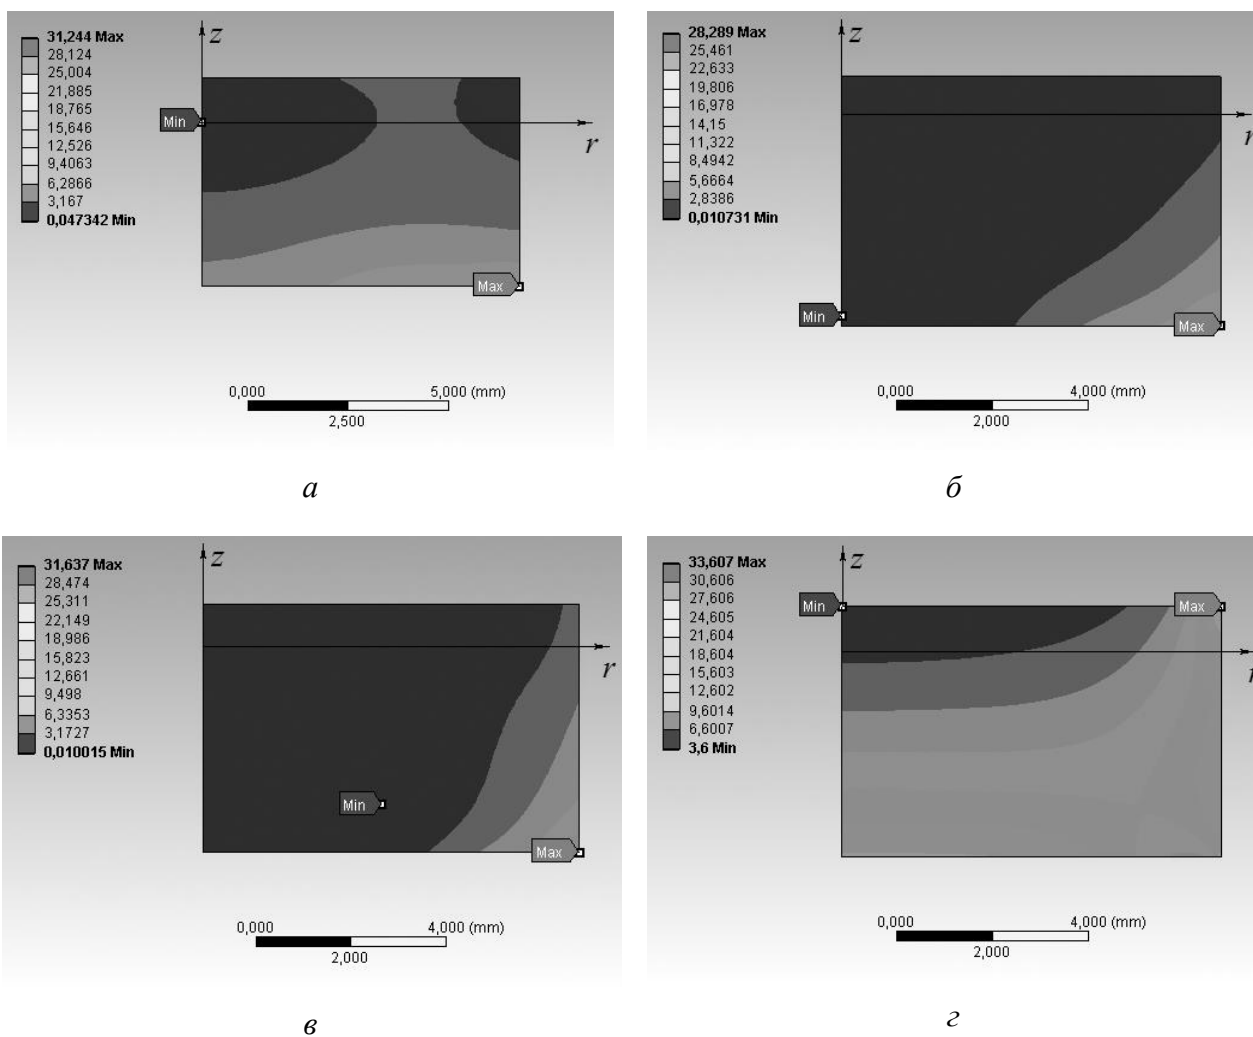 31,244 Max
28,124
25,004
21,885
18,765
15,646
12,526
9,4063
6,2866
3,167
0,047342 Min
z
Min
r
Max
0,000 5,000 (mm)
2,500
а
28,289 Max
25,461
22,633
19,806
16,978
14,15
11,322
8,4942
5,6664
2,8386
0,010731 Min
z
r
Min
Max
0,000 4,000 (mm)
2,000
б
31,637 Max
28,474
25,311
22,149
18,986
15,823
12,661
9,498
6,3353
3,1727
0,010015 Min
z
r
Min
Max
0,000 4,000 (mm)
2,000
в
33,607 Max
30,606
27,606
24,605
21,604
18,604
15,603
12,602
9,6014
6,6007
3,6 Min
z
Min
Max
r
0,000 4,000 (mm)
2,000
г